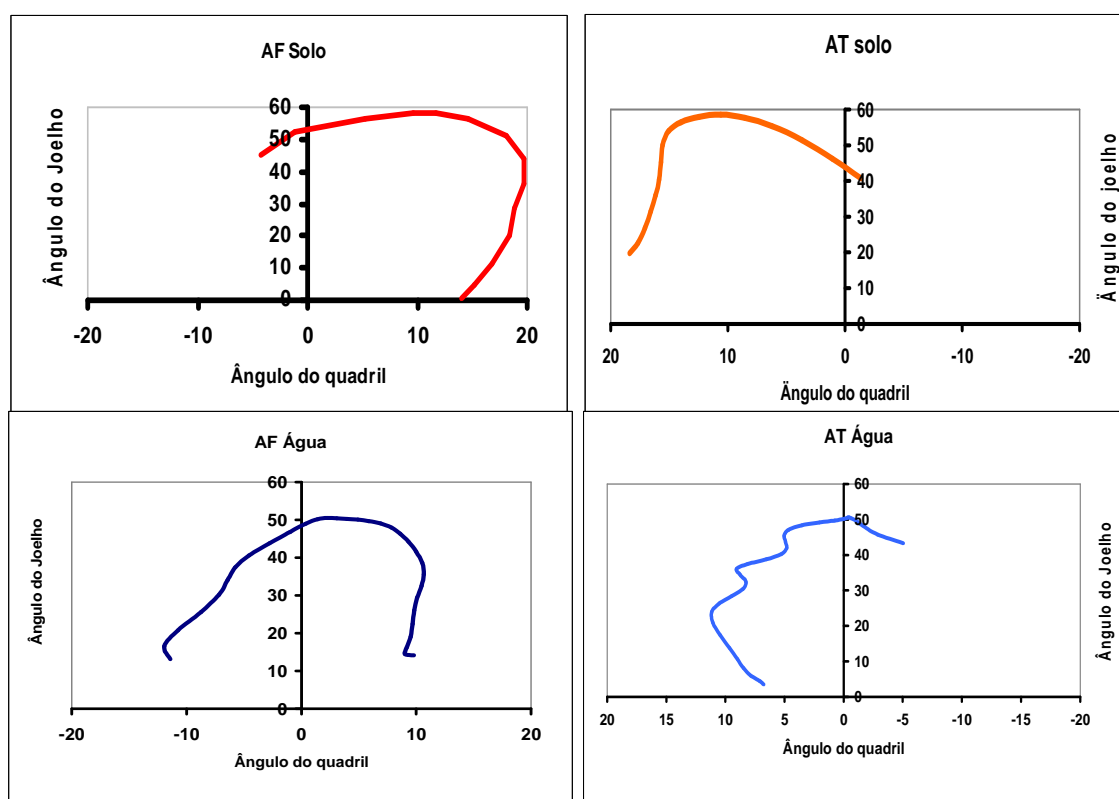 AF Solo
Ângulo do Joelho
60
50
40
30
20
10
0
-20 -10 0 10 20
Ângulo do quadril
AT solo
60
50
40
30
20
10
0
Ängulo do joelho
20 10 0 -10 -20
Ängulo do quadril
AF Água
Ângulo do Joelho
60
50
40
30
20
10
0
-20 -10 0 10 20
Ângulo do quadril
AT Água
60
50
40
30
20
10
0
Ângulo do Joelho
20 15 10 5 0 -5 -10 -15 -20
Ângulo do quadril